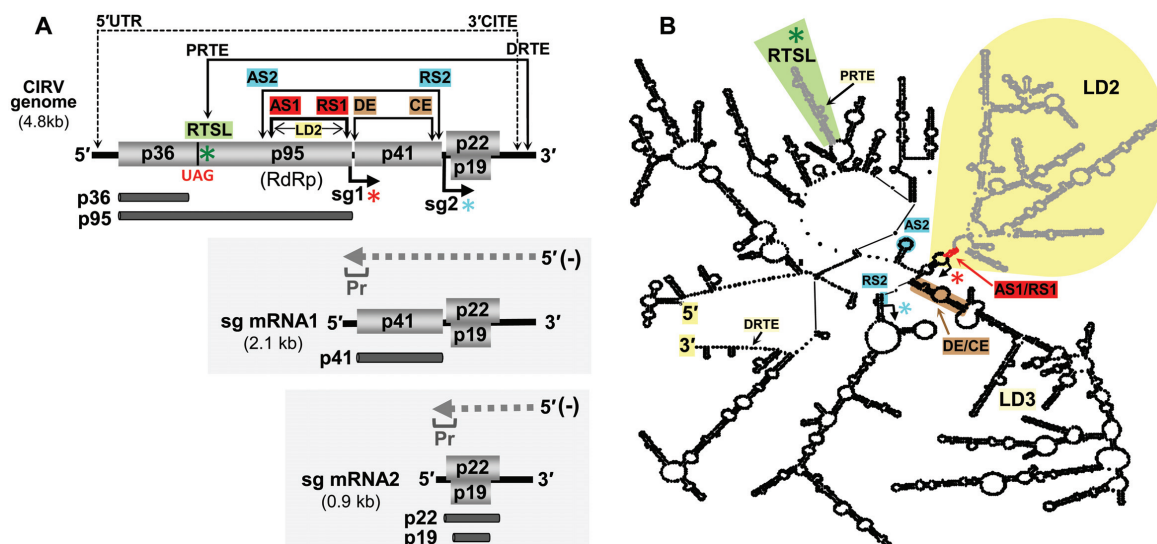 A
5′UTR
3′CITE
PRTE
DRTE
CIRV
genome
(4.8kb)
AS2
RS2
AS1
RS1
DE
CE
RTSL
LD2
5′
p36
*
p95
p41
p22
p19
3′
UAG
(RdRp)
sg1*
sg2*
p36
p95
5′(-)
Pr
sg mRNA1
(2.1 kb)
5′
p41
p22
p19
3′
p41
5′(-)
Pr
sg mRNA2
(0.9 kb)
5′
p22
p19
3′
p22
p19
B
*
RTSL
PRTE
LD2
AS2
*
AS1/RS1
RS2
*
5′
DRTE
3′
DE/CE
LD3